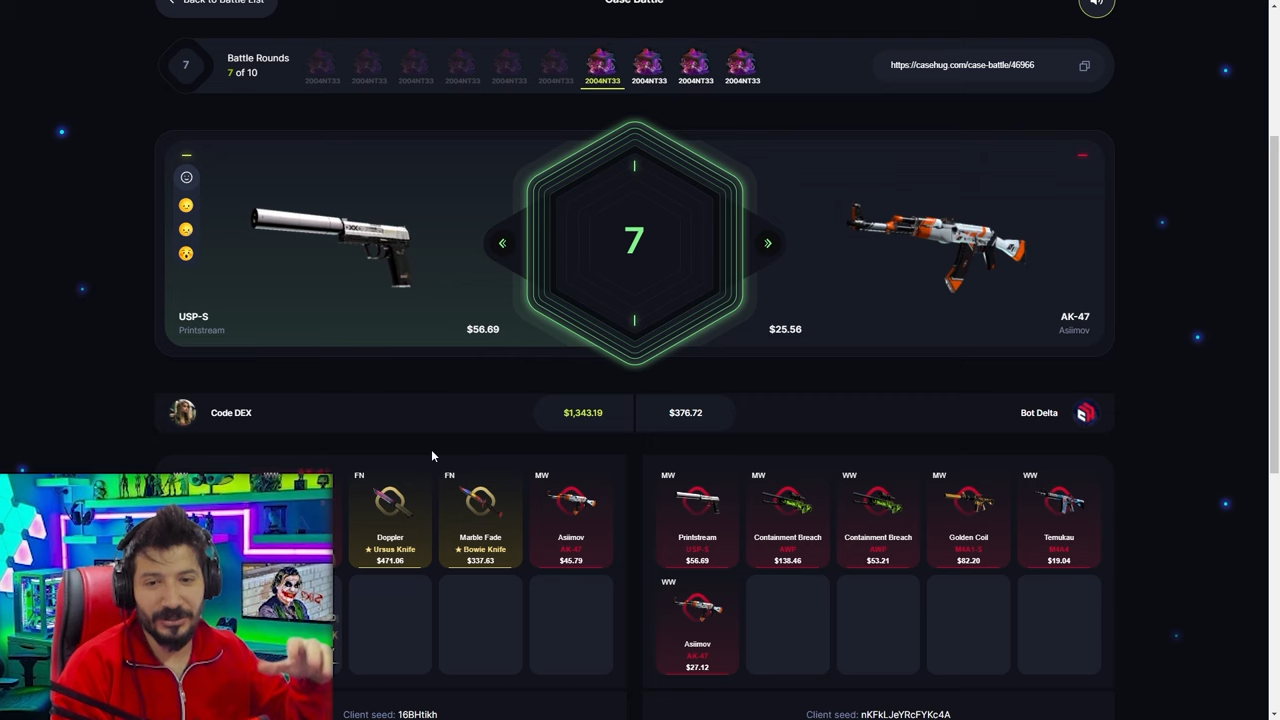 Back to Battle List
Case Battle
7
Battle Rounds
7 of 10
2004NT33
2004NT33
2004NT33
2004NT33
2004NT33
2004NT33
2004NT33
2004NT33
2004NT33
2004NT33
https://casehug.com/case-battle/46966
7
USP-S
Printstream
$56.69
$25.56
AK-47
Asiimov
Code DEX
$1,343.19
$376.72
Bot Delta
FN
Doppler
★ Ursus Knife
$471.06
FN
Marble Fade
★ Bowie Knife
$337.63
MW
Asiimov
AK-47
$45.79
MW
Printstream
USP-S
$56.69
MW
Containment Breach
AWP
$138.46
WW
Containment Breach
AWP
$53.21
MW
Golden Coil
M4A1-S
$82.20
WW
Temukau
M4A4
$19.04
WW
Asiimov
AK-47
$27.12
Client seed: 16BHtikh
Client seed: nKFkLJeYRcFYKc4A